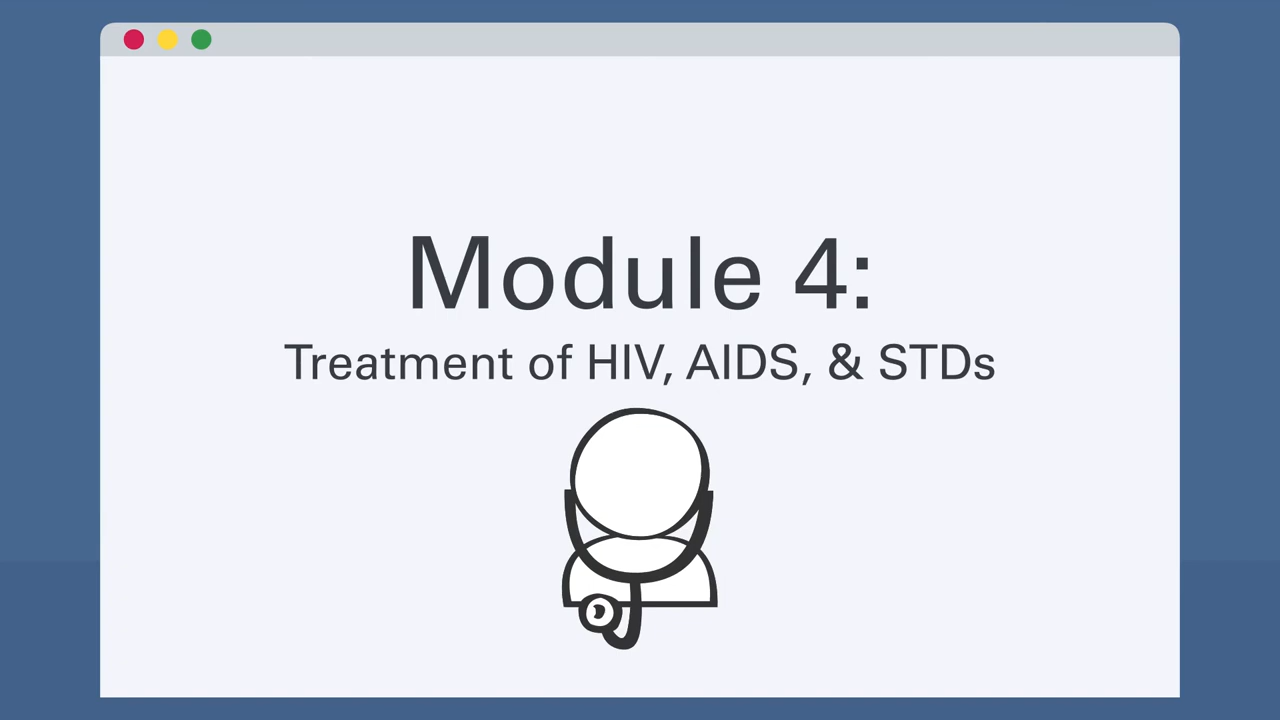 Module 4:
Treatment of HIV, AIDS, & STDs